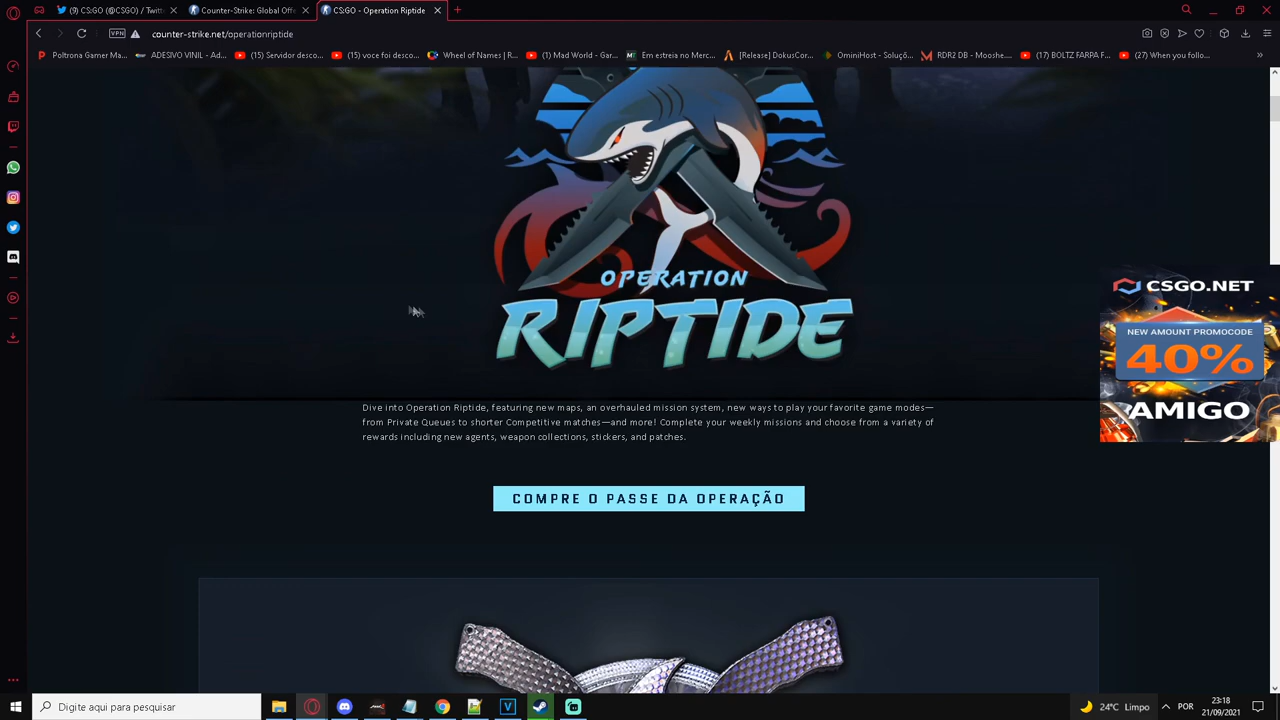 (9) CS:GO (@CSGO) / Twitt
Counter-Strike: Global Offe
CS:GO - Operation Riptide
VPN
counter-strike.net/operationriptide
Poltrona Gamer Ma...
ADESIVO VINIL - Ad...
(15) Servidor desco...
(15) voce foi desco...
Wheel of Names | R...
(1) Mad World - Gar...
Em estreia no Merc...
[Release] DokusCor...
OminiHost - Soluçõ...
RDR2 DB - Mooshe...
(17) BOLTZ FARPA F...
(27) When you follo...
OPERATION
RIPTIDE
Dive into Operation Riptide, featuring new maps, an overhauled mission system, new ways to play your favorite game modes—
from Private Queues to shorter Competitive matches—and more! Complete your weekly missions and choose from a variety of
rewards including new agents, weapon collections, stickers, and patches.
COMPRE O PASSE DA OPERAÇÃO
CSGO.NET
NEW AMOUNT PROMOCODE
40%
AMIGO
Digite aqui para pesquisar
24°C Limpo
POR
23:18
21/09/2021